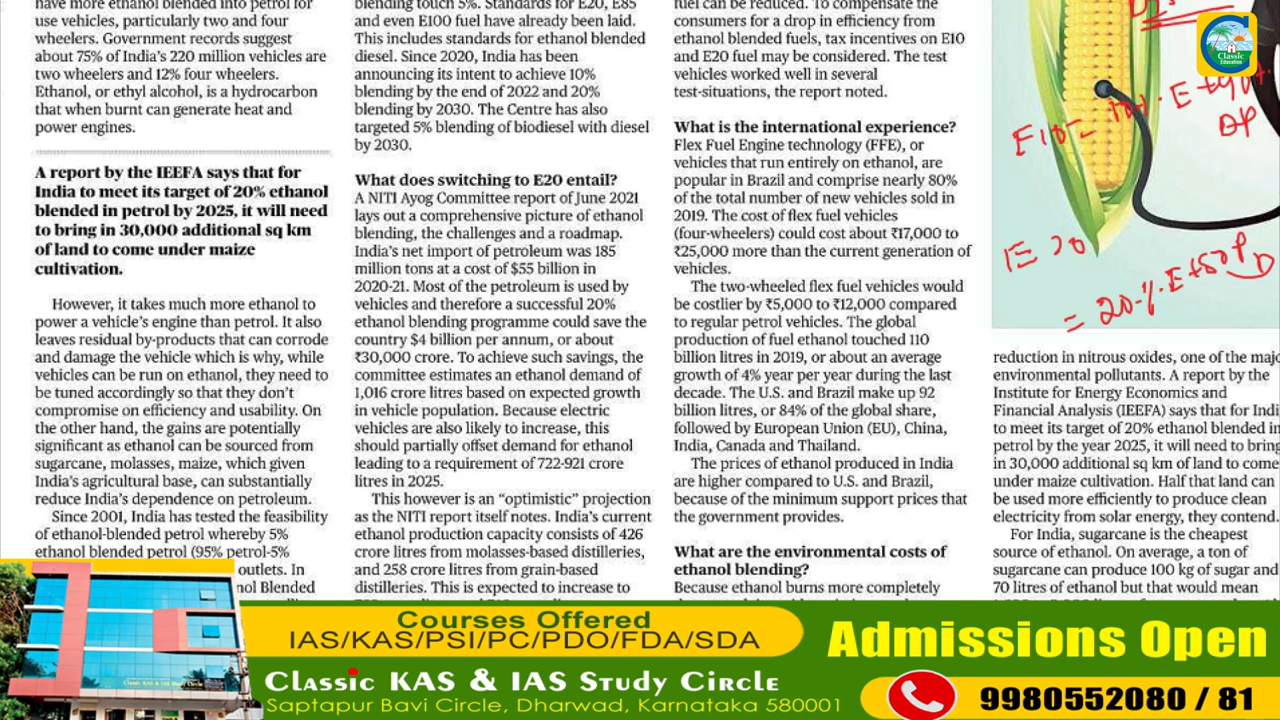 have more ethanol blended into petrol for
use vehicles, particularly two and four
wheelers. Government records suggest
about 75% of India's 220 million vehicles are
two wheelers and 12% four wheelers.
Ethanol, or ethyl alcohol, is a hydrocarbon
that when burnt can generate heat and
power engines.
A report by the IEEFA says that for
India to meet its target of 20% ethanol
blended in petrol by 2025, it will need
to bring in 30,000 additional sq km
of land to come under maize
cultivation.
However, it takes much more ethanol to
power a vehicle's engine than petrol. It also
leaves residual by-products that can corrode
and damage the vehicle which is why, while
vehicles can be run on ethanol, they need to
be tuned accordingly so that they don't
compromise on efficiency and usability. On
the other hand, the gains are potentially
significant as ethanol can be sourced from
sugarcane, molasses, maize, which given
India's agricultural base, can substantially
reduce India's dependence on petroleum.
Since 2001, India has tested the feasibility
of ethanol-blended petrol whereby 5%
ethanol blended petrol (95% petrol-5%
outlets. In
nol Blended
blending touch 5%. Standards for E20, E85
and even E100 fuel have already been laid.
This includes standards for ethanol blended
diesel. Since 2020, India has been
announcing its intent to achieve 10%
blending by the end of 2022 and 20%
blending by 2030. The Centre has also
targeted 5% blending of biodiesel with diesel
by 2030.
What does switching to E20 entail?
A NITI Ayog Committee report of June 2021
lays out a comprehensive picture of ethanol
blending, the challenges and a roadmap.
India's net import of petroleum was 185
million tons at a cost of $55 billion in
2020-21. Most of the petroleum is used by
vehicles and therefore a successful 20%
ethanol blending programme could save the
country $4 billion per annum, or about
₹30,000 crore. To achieve such savings, the
committee estimates an ethanol demand of
1,016 crore litres based on expected growth
in vehicle population. Because electric
vehicles are also likely to increase, this
should partially offset demand for ethanol
leading to a requirement of 722-921 crore
litres in 2025.
This however is an "optimistic" projection
as the NITI report itself notes. India's current
ethanol production capacity consists of 426
crore litres from molasses-based distilleries,
and 258 crore litres from grain-based
distilleries. This is expected to increase to
fuel can be reduced. To compensate the
consumers for a drop in efficiency from
ethanol blended fuels, tax incentives on E10
and E20 fuel may be considered. The test
vehicles worked well in several
test-situations, the report noted.
What is the international experience?
Flex Fuel Engine technology (FFE), or
vehicles that run entirely on ethanol, are
popular in Brazil and comprise nearly 80%
of the total number of new vehicles sold in
2019. The cost of flex fuel vehicles
(four-wheelers) could cost about ₹17,000 to
₹25,000 more than the current generation of
vehicles.
The two-wheeled flex fuel vehicles would
be costlier by ₹5,000 to ₹12,000 compared
to regular petrol vehicles. The global
production of fuel ethanol touched 110
billion litres in 2019, or about an average
growth of 4% year per year during the last
decade. The U.S. and Brazil make up 92
billion litres, or 84% of the global share,
followed by European Union (EU), China,
India, Canada and Thailand.
The prices of ethanol produced in India
are higher compared to U.S. and Brazil,
because of the minimum support prices that
the government provides.
What are the environmental costs of
ethanol blending?
Because ethanol burns more completely
Classic
Education
E10 =
E20
= 20%. E +80%
reduction in nitrous oxides, one of the majo
environmental pollutants. A report by the
Institute for Energy Economics and
Financial Analysis (IEEFA) says that for Indi
to meet its target of 20% ethanol blended in
petrol by the year 2025, it will need to bring
in 30,000 additional sq km of land to come
under maize cultivation. Half that land can
be used more efficiently to produce clean
electricity from solar energy, they contend.
For India, sugarcane is the cheapest
source of ethanol. On average, a ton of
sugarcane can produce 100 kg of sugar and
70 litres of ethanol but that would mean
Courses Offered
IAS/KAS/PSI/PC/PDO/FDA/SDA
Classic KAS & IAS Study Circle
Saptapur Bavi Circle, Dharwad, Karnataka 580001
Admissions Open
9980552080 / 81